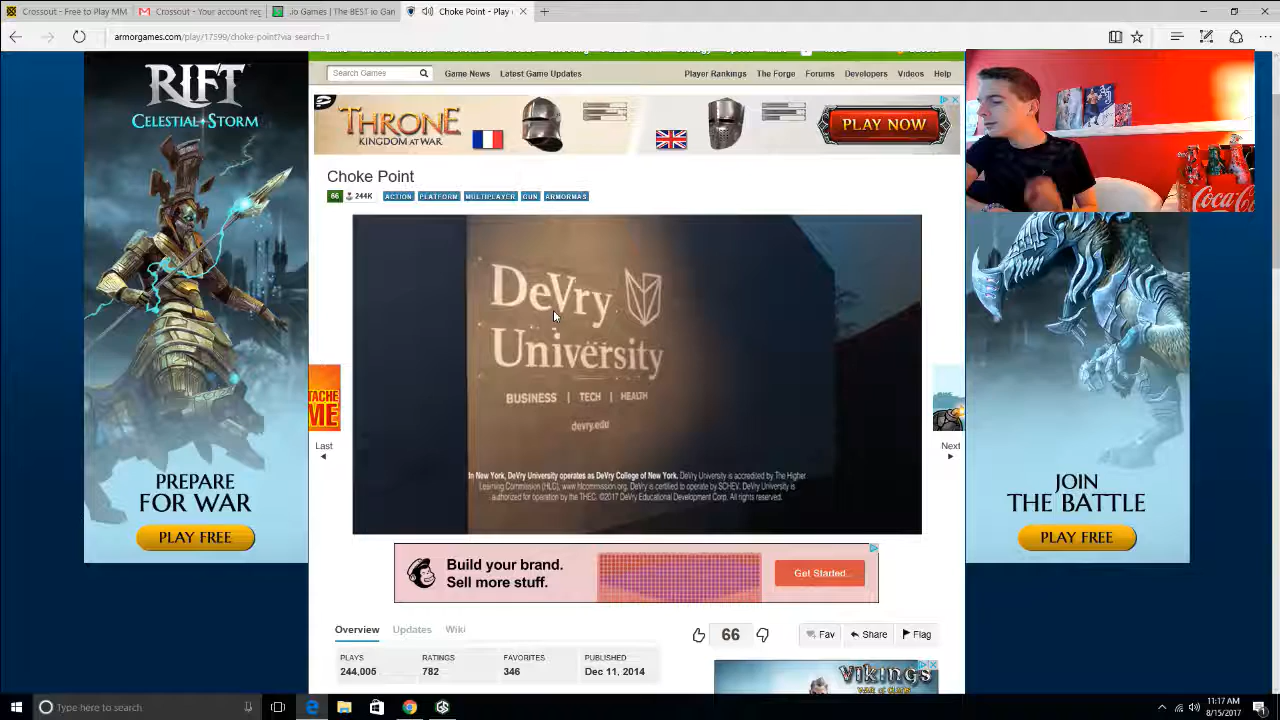 Crossout - Free to Play MM
Crossout - Your account reg
.io Games | The BEST io Gan
Choke Point - Play
armorgames.com/play/17599/choke-point?via-search=1
Search Games
Game News
Latest Game Updates
Player Rankings
The Forge
Forums
Developers
Videos
Help
RIFT
CELESTIAL STORM
THRONE
KINGDOM AT WAR
PLAY NOW
Choke Point
66
244K
ACTION
PLATFORM
MULTIPLAYER
GUN
ARMORMAS
Coca-C
DeVry
University
BUSINESS | TECH | HEALTH
devry.edu
In New York, DeVry University operates as DeVry College of New York. DeVry University is accredited by The Higher
Learning Commission (HLC), www.hlcommission.org. DeVry is certified to operate by SCHEV. DeVry University is
authorized for operation by the THEC. ©2017 DeVry Educational Development Corp. All rights reserved.
TACHE
ME
Last
Next
PREPARE
FOR WAR
PLAY FREE
JOIN
THE BATTLE
PLAY FREE
Build your brand.
Sell more stuff.
Get Started.
Overview
Updates
Wiki
66
Fav
Share
Flag
PLAYS
244,005
RATINGS
782
FAVORITES
346
PUBLISHED
Dec 11, 2014
VIKINGS
WAR OF CLANS
Type here to search
11:17 AM
8/15/2017